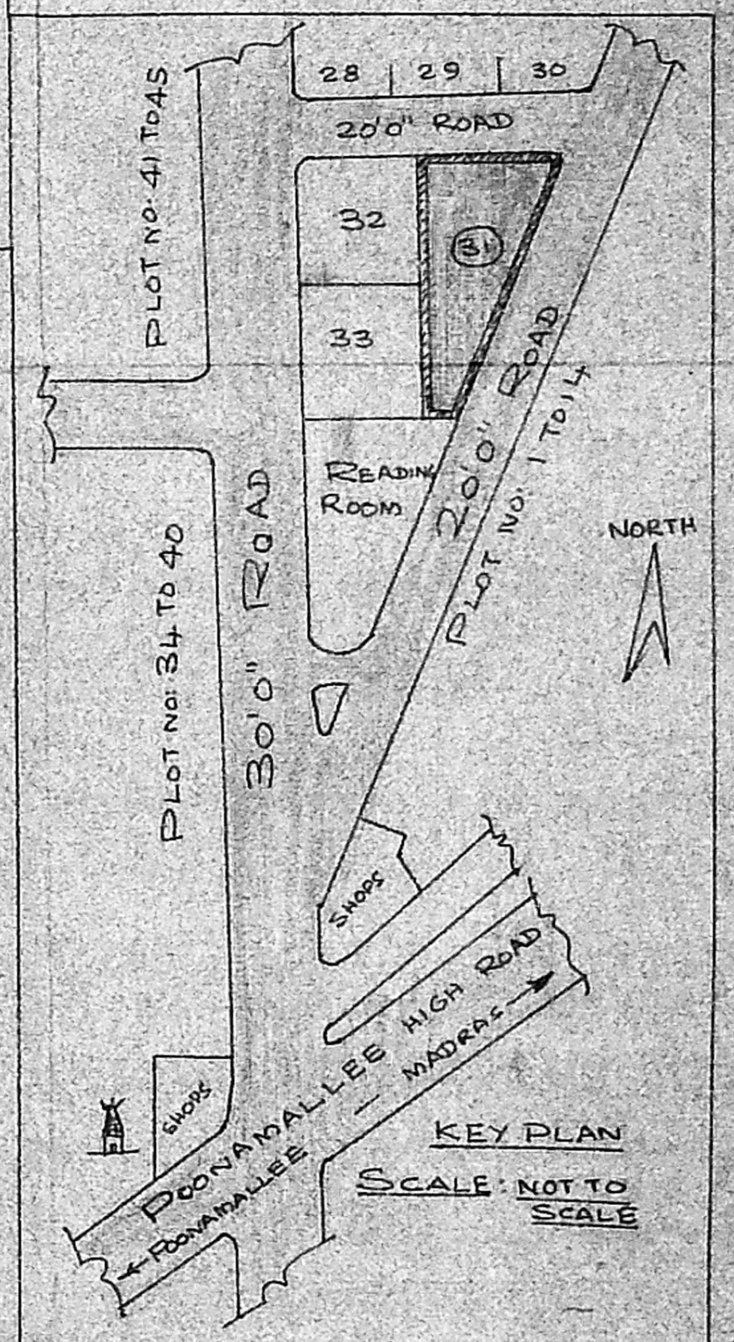 28 29 30
20'0" ROAD
PLOT NO. 41 TO 45
32
31
33
20'0" ROAD
PLOT NO: 1 TO 14
READING
ROOM
30'0" ROAD
PLOT NO: 34 TO 40
NORTH
SHOPS
SHOPS
POONAMALLEE HIGH ROAD
POONAMALLEE — MADRAS
KEY PLAN
SCALE: NOT TO
SCALE